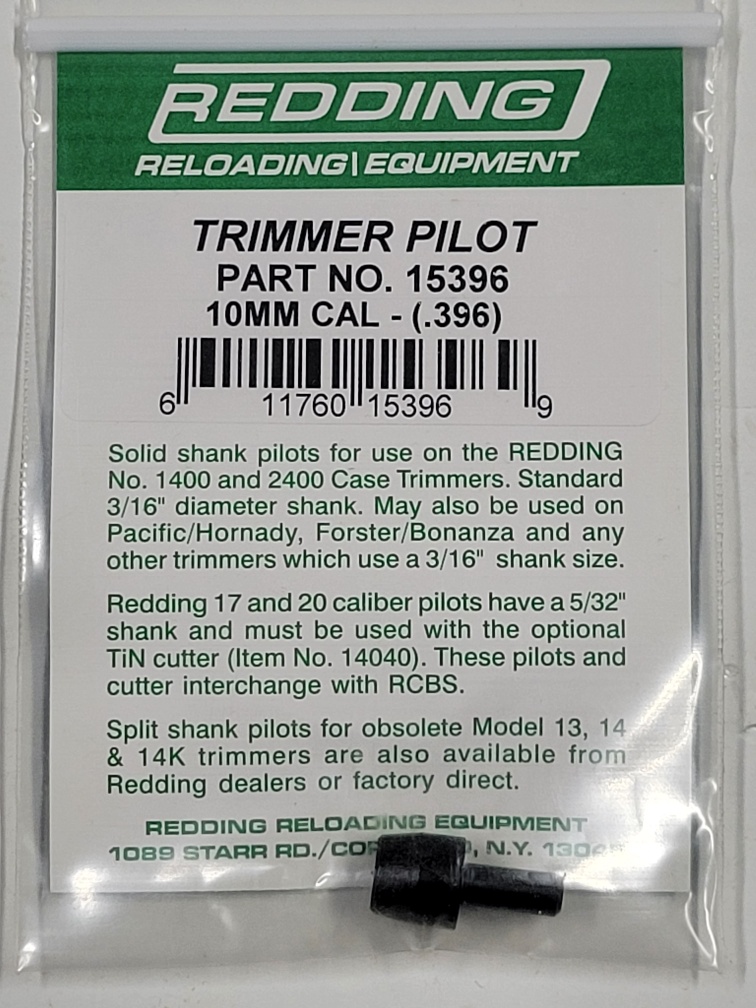 REDDING
RELOADING|EQUIPMENT
TRIMMER PILOT
PART NO. 15396
10MM CAL - (.396)
6 11760 15396 9
Solid shank pilots for use on the REDDING
No. 1400 and 2400 Case Trimmers. Standard
3/16" diameter shank. May also be used on
Pacific/Hornady, Forster/Bonanza and any
other trimmers which use a 3/16" shank size.
Redding 17 and 20 caliber pilots have a 5/32"
shank and must be used with the optional
TiN cutter (Item No. 14040). These pilots and
cutter interchange with RCBS.
Split shank pilots for obsolete Model 13, 14
& 14K trimmers are also available from
Redding dealers or factory direct.
REDDING RELOADING EQUIPMENT
1089 STARR RD./ N.Y.